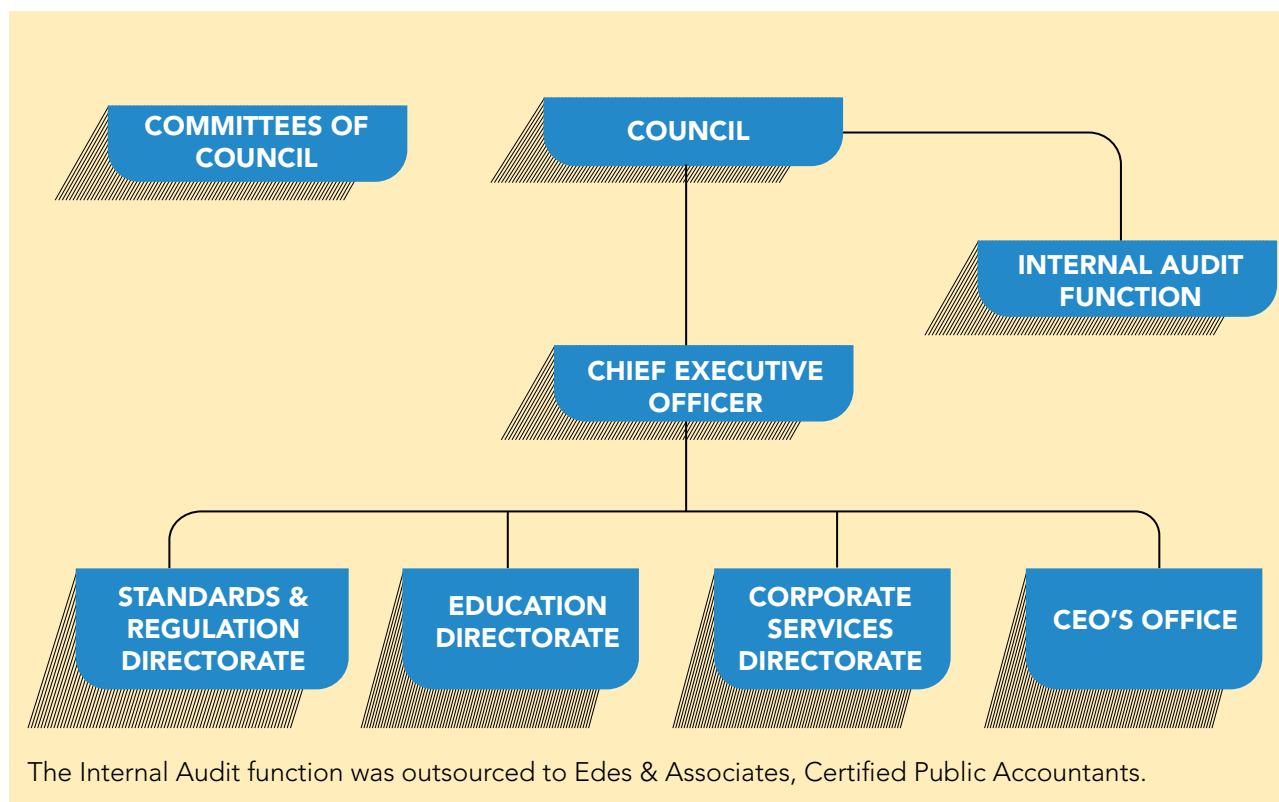 COMMITTEES OF
COUNCIL
COUNCIL
INTERNAL AUDIT
FUNCTION
CHIEF EXECUTIVE
OFFICER
STANDARDS &
REGULATION
DIRECTORATE
EDUCATION
DIRECTORATE
CORPORATE
SERVICES
DIRECTORATE
CEO’S OFFICE
The Internal Audit function was outsourced to Edes & Associates, Certified Public Accountants.